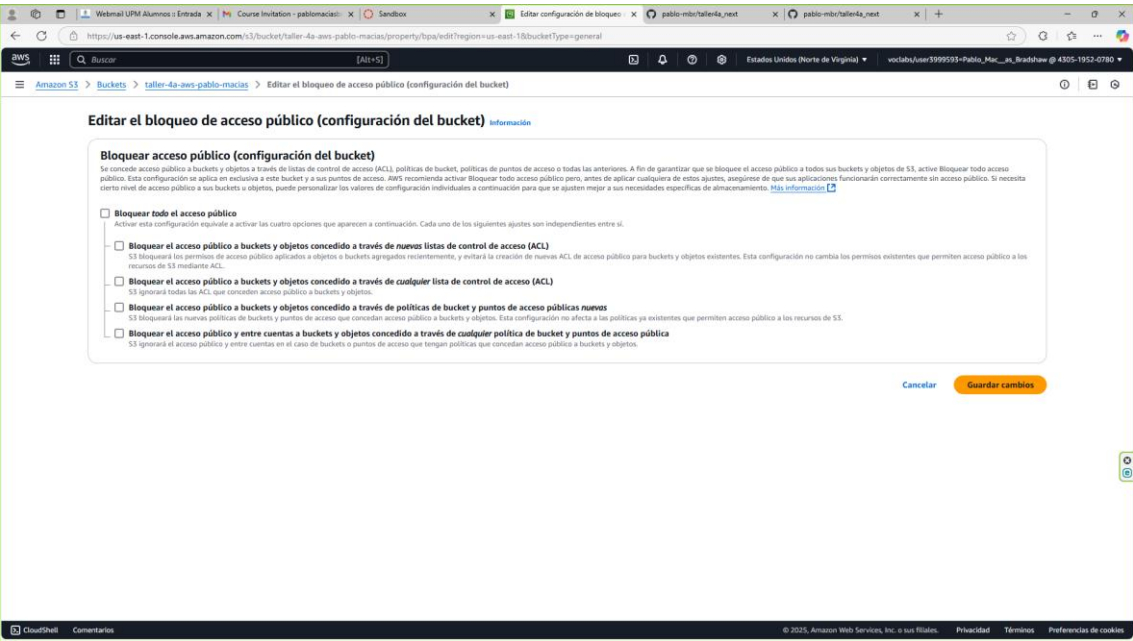 Webmail UPM Alumnos :: Entrada
Course Invitation - pablomaciasb
Sandbox
Editar configuración de bloqueo
pablo-mbr/taller4a_next
pablo-mbr/taller4a_next
https://us-east-1.console.aws.amazon.com/s3/bucket/taller-4a-aws-pablo-macias/property/bpa/edit?region=us-east-1&bucketType=general
aws
Buscar
[Alt+S]
Estados Unidos (Norte de Virginia)
voclabs/user3999593=Pablo_Mac__as_Bradshaw @ 4305-1952-0780
Amazon S3 > Buckets > taller-4a-aws-pablo-macias > Editar el bloqueo de acceso público (configuración del bucket)
Editar el bloqueo de acceso público (configuración del bucket) Información
Bloquear acceso público (configuración del bucket)
Se concede acceso público a buckets y objetos a través de listas de control de acceso (ACL), políticas de bucket, políticas de puntos de acceso o todas las anteriores. A fin de garantizar que se bloquee el acceso público a todos sus buckets y objetos de S3, active Bloquear todo acceso
público. Esta configuración se aplica en exclusiva a este bucket y a sus puntos de acceso. AWS recomienda activar Bloquear todo acceso público pero, antes de aplicar cualquiera de estos ajustes, asegúrese de que sus aplicaciones funcionarán correctamente sin acceso público. Si necesita
cierto nivel de acceso público a sus buckets u objetos, puede personalizar los valores de configuración individuales a continuación para que se ajusten mejor a sus necesidades específicas de almacenamiento. Más información
Bloquear todo el acceso público
Activar esta configuración equivale a activar las cuatro opciones que aparecen a continuación. Cada uno de los siguientes ajustes son independientes entre sí.
Bloquear el acceso público a buckets y objetos concedido a través de nuevas listas de control de acceso (ACL)
S3 bloqueará los permisos de acceso público aplicados a objetos o buckets agregados recientemente, y evitará la creación de nuevas ACL de acceso público para buckets y objetos existentes. Esta configuración no cambia los permisos existentes que permiten acceso público a los
recursos de S3 mediante ACL.
Bloquear el acceso público a buckets y objetos concedido a través de cualquier lista de control de acceso (ACL)
S3 ignorará todas las ACL que conceden acceso público a buckets y objetos.
Bloquear el acceso público a buckets y objetos concedido a través de políticas de bucket y puntos de acceso públicas nuevas
S3 bloqueará las nuevas políticas de buckets y puntos de acceso que concedan acceso público a buckets y objetos. Esta configuración no afecta a las políticas ya existentes que permiten acceso público a los recursos de S3.
Bloquear el acceso público y entre cuentas a buckets y objetos concedido a través de cualquier política de bucket y puntos de acceso pública
S3 ignorará el acceso público y entre cuentas en el caso de buckets o puntos de acceso que tengan políticas que concedan acceso público a buckets y objetos.
Cancelar
Guardar cambios
CloudShell
Comentarios
© 2025, Amazon Web Services, Inc. o sus filiales.
Privacidad
Términos
Preferencias de cookies